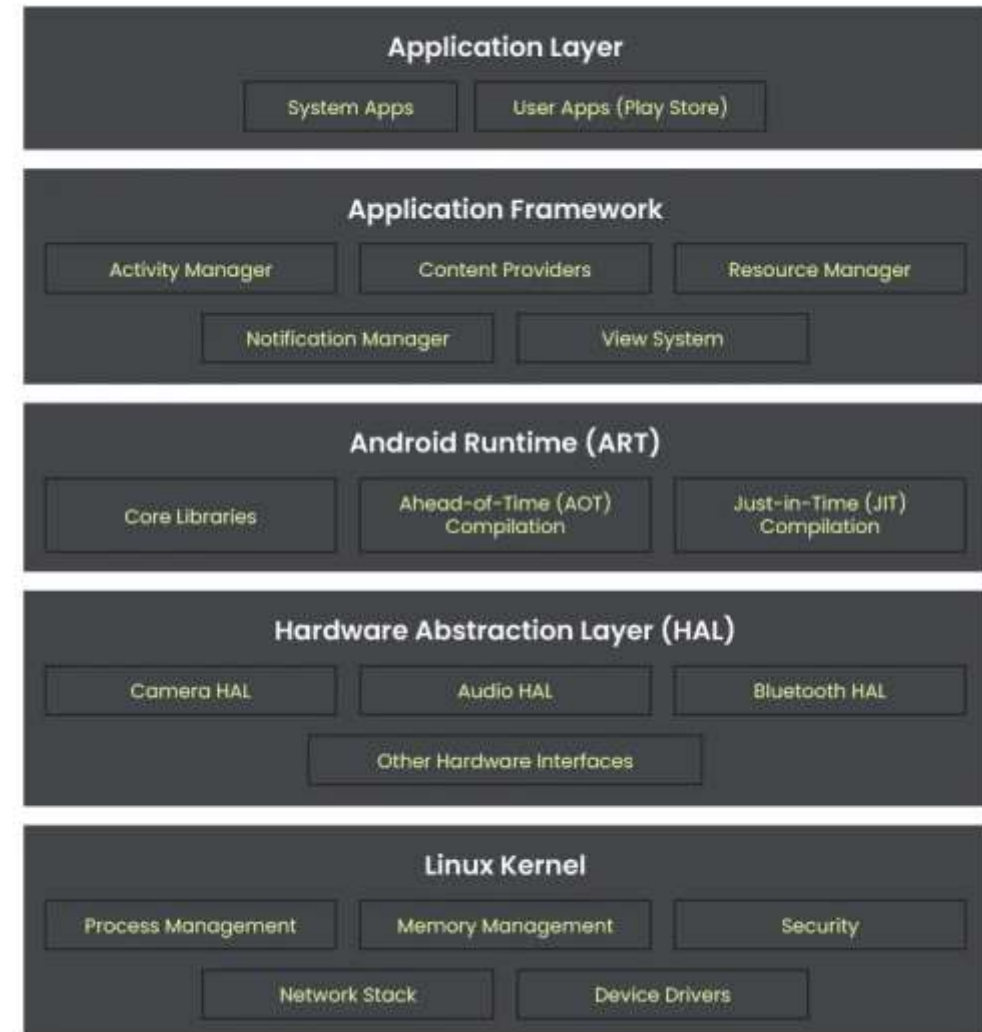 Application Layer
System Apps
User Apps (Play Store)
Application Framework
Activity Manager
Content Providers
Resource Manager
Notification Manager
View System
Android Runtime (ART)
Core Libraries
Ahead-of-Time (AOT)
Compilation
Just-in-Time (JIT)
Compilation
Hardware Abstraction Layer (HAL)
Camera HAL
Audio HAL
Bluetooth HAL
Other Hardware Interfaces
Linux Kernel
Process Management
Memory Management
Security
Network Stack
Device Drivers